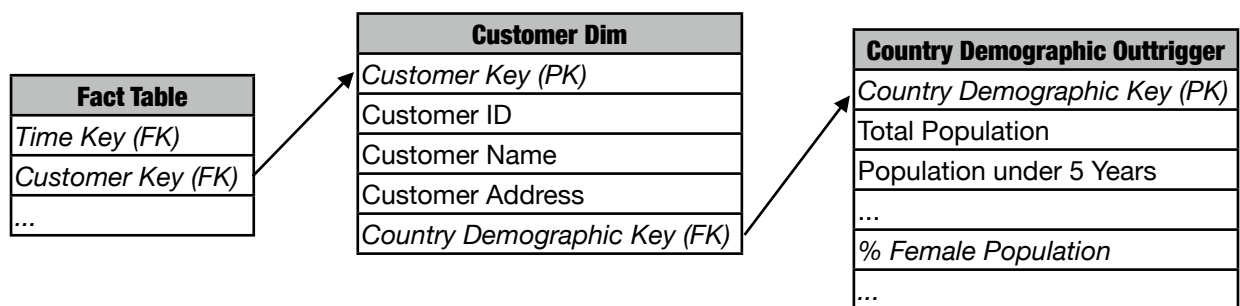 Fact Table
Time Key (FK)
Customer Key (FK)
...
Customer Dim
Customer Key (PK)
Customer ID
Customer Name
Customer Address
Country Demographic Key (FK)
Country Demographic Outtrigger
Country Demographic Key (PK)
Total Population
Population under 5 Years
...
% Female Population
...